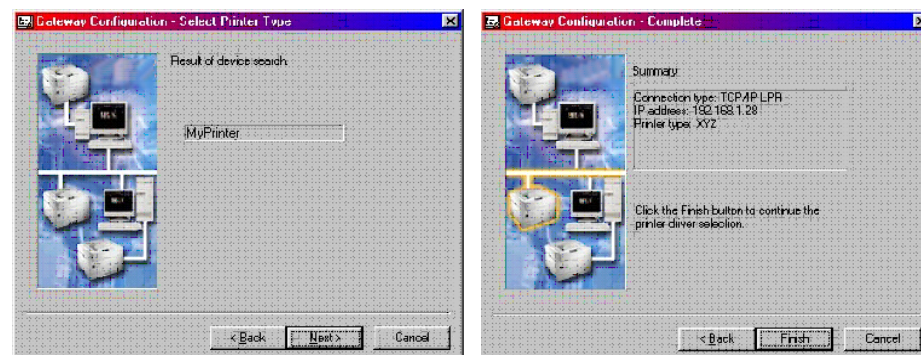 Gateway Configuration - Select Printer Type
Result of device search:
MyPrinter
< Back
Next >
Cancel
Gateway Configuration - Complete
Summary
Connection type: TCP/IP LPR
IP address: 192.168.1.28
Printer type: XYZ
Click the Finish button to continue the
printer driver selection.
< Back
Finish
Cancel